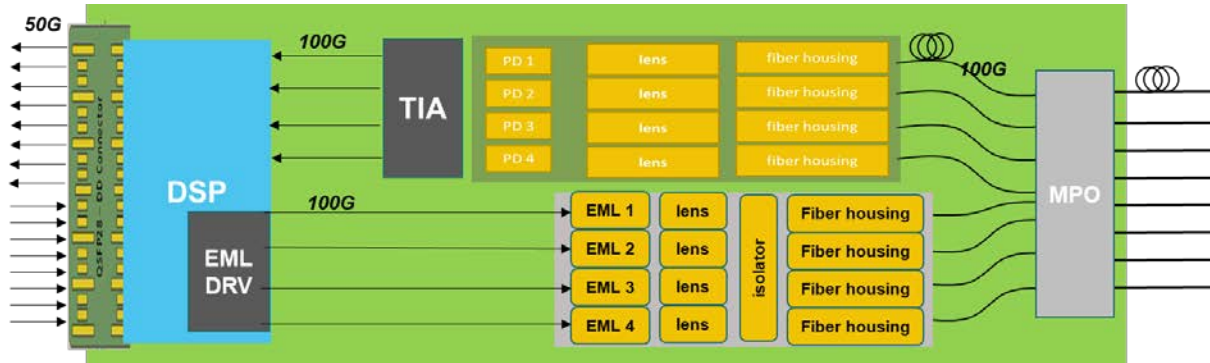 50G
QSFP28 – DD Connector
DSP
EML
DRV
100G
TIA
PD 1
lens
fiber housing
PD 2
lens
fiber housing
PD 3
lens
fiber housing
PD 4
lens
fiber housing
100G
100G
EML 1
lens
Fiber housing
EML 2
lens
Fiber housing
EML 3
lens
Fiber housing
EML 4
lens
Fiber housing
isolator
MPO